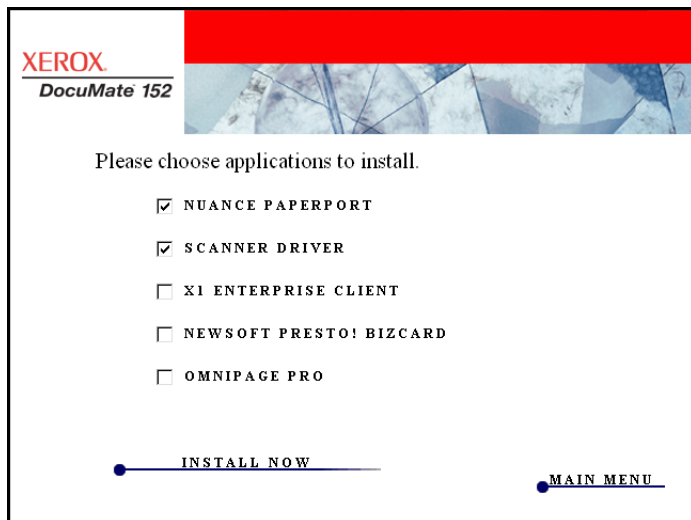 XEROX.
DocuMate 152
Please choose applications to install.
NUANCE PAPERPORT
SCANNER DRIVER
X1 ENTERPRISE CLIENT
NEWSOFT PRESTO! BIZCARD
OMNIPAGE PRO
INSTALL NOW
MAIN MENU